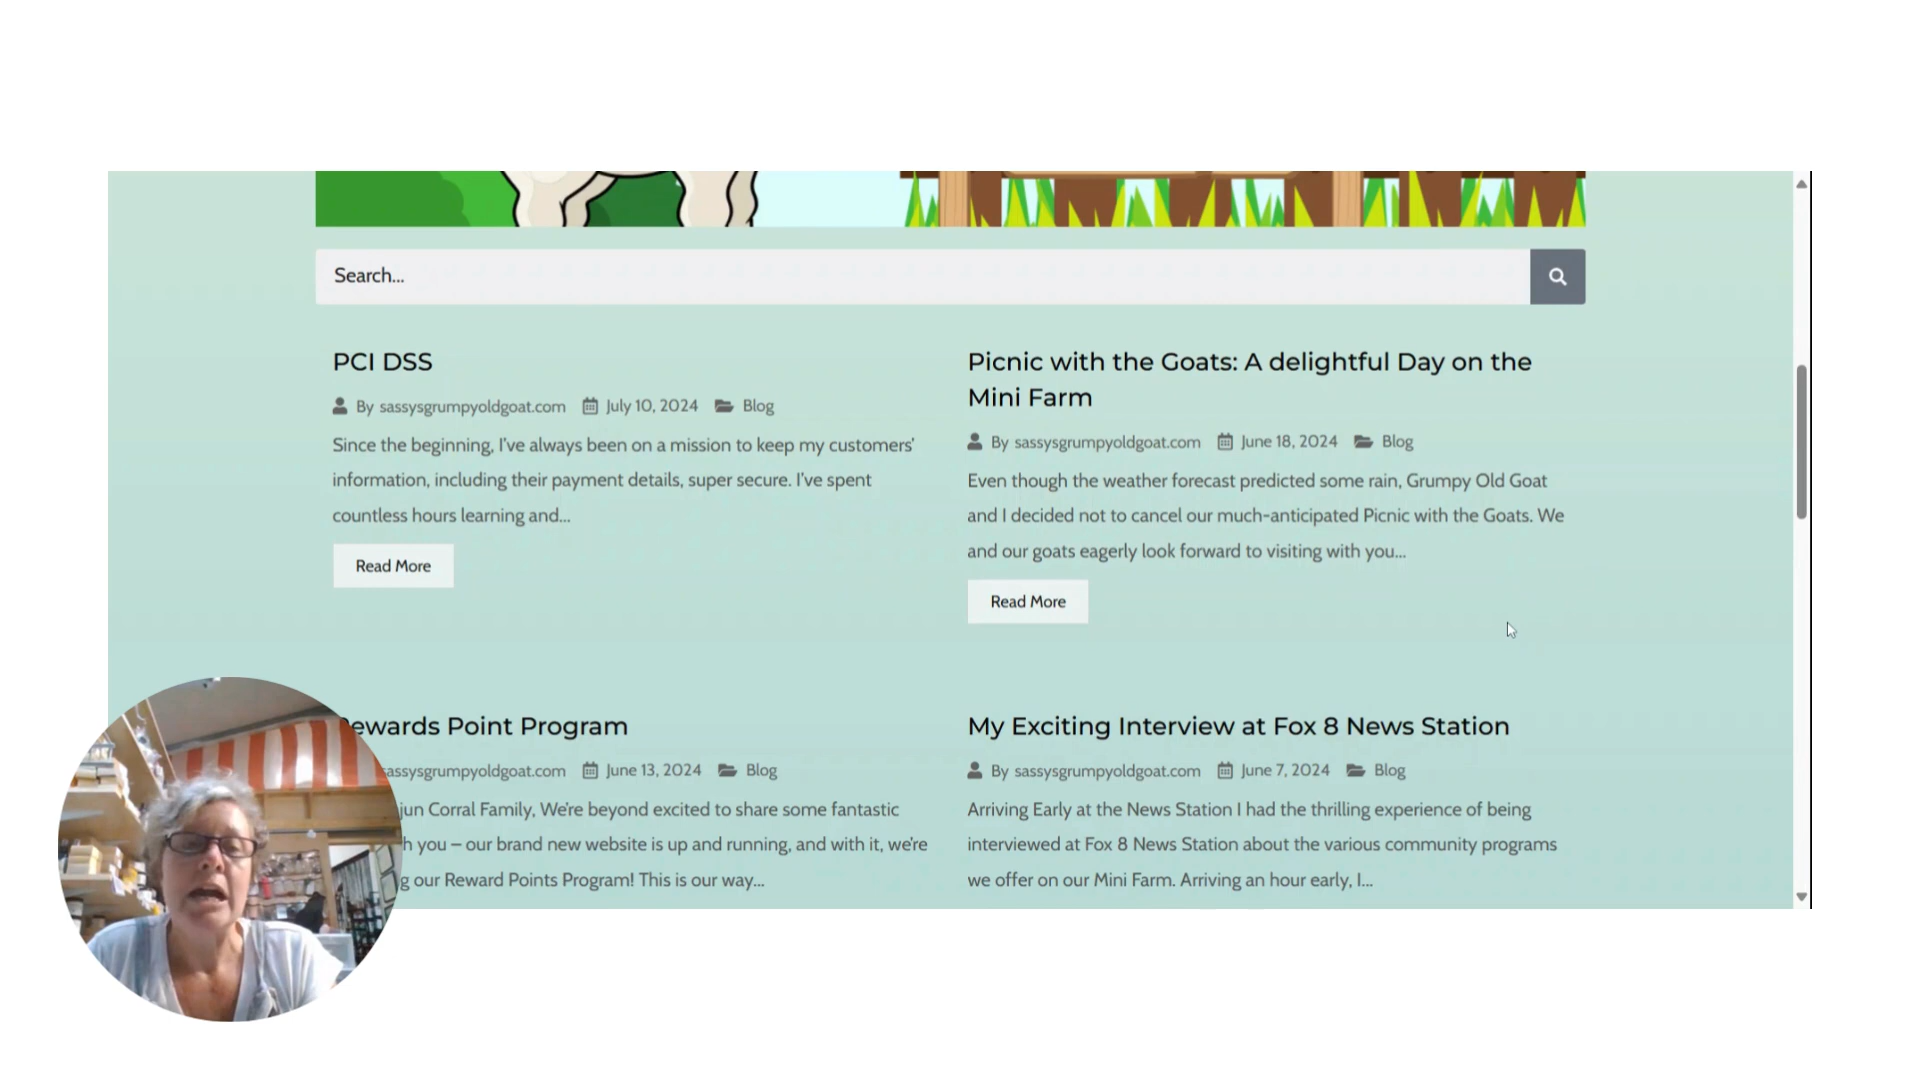 Search...
PCI DSS
By sassysgrumpyoldgoat.com July 10, 2024 Blog
Since the beginning, I've always been on a mission to keep my customers'
information, including their payment details, super secure. I've spent
countless hours learning and...
Read More
Picnic with the Goats: A delightful Day on the
Mini Farm
By sassysgrumpyoldgoat.com June 18, 2024 Blog
Even though the weather forecast predicted some rain, Grumpy Old Goat
and I decided not to cancel our much-anticipated Picnic with the Goats. We
and our goats eagerly look forward to visiting with you...
Read More
ewards Point Program
assysgrumpyoldgoat.com June 13, 2024 Blog
jun Corral Family, We're beyond excited to share some fantastic
h you – our brand new website is up and running, and with it, we're
g our Reward Points Program! This is our way...
My Exciting Interview at Fox 8 News Station
By sassysgrumpyoldgoat.com June 7, 2024 Blog
Arriving Early at the News Station I had the thrilling experience of being
interviewed at Fox 8 News Station about the various community programs
we offer on our Mini Farm. Arriving an hour early, I...